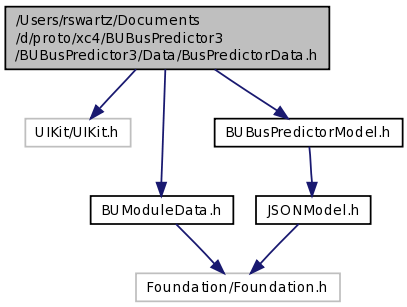 /Users/rswartz/Documents
/d/proto/xc4/BUBusPredictor3
/BUBusPredictor3/Data/BusPredictorData.h
UIKit/UIKit.h
BUBusPredictorModel.h
BUModuleData.h
JSONModel.h
Foundation/Foundation.h